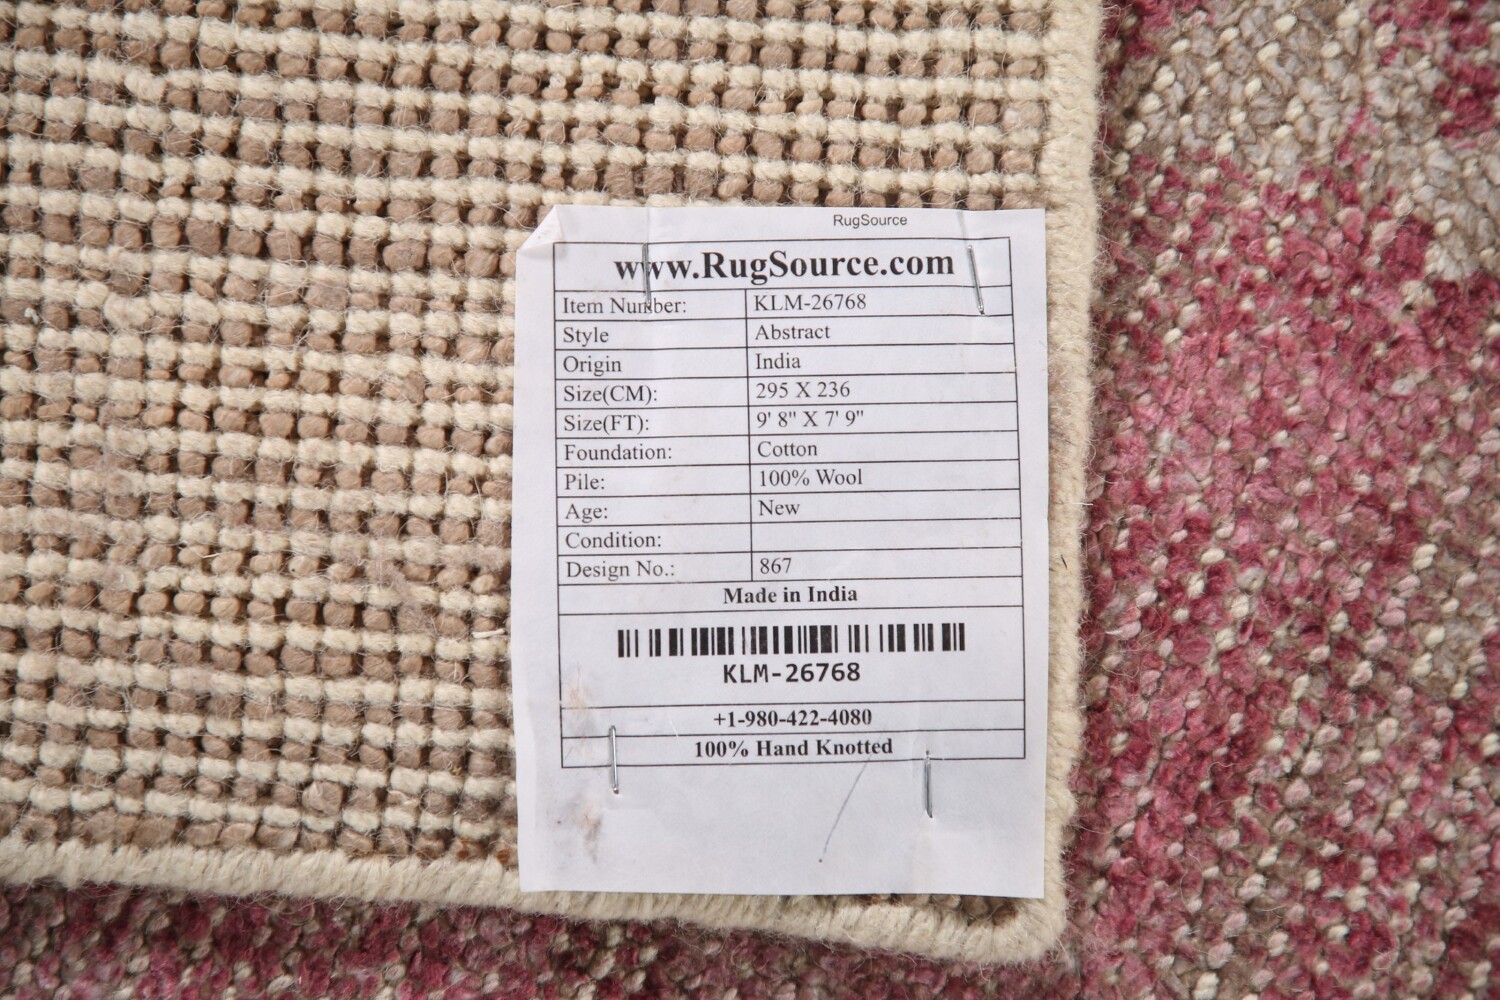 RugSource
www.RugSource.com
Item Number: KLM-26768
Style Abstract
Origin India
Size(CM): 295 X 236
Size(FT): 9' 8" X 7' 9"
Foundation: Cotton
Pile: 100% Wool
Age: New
Condition:
Design No.: 867
Made in India
KLM-26768
+1-980-422-4080
100% Hand Knotted